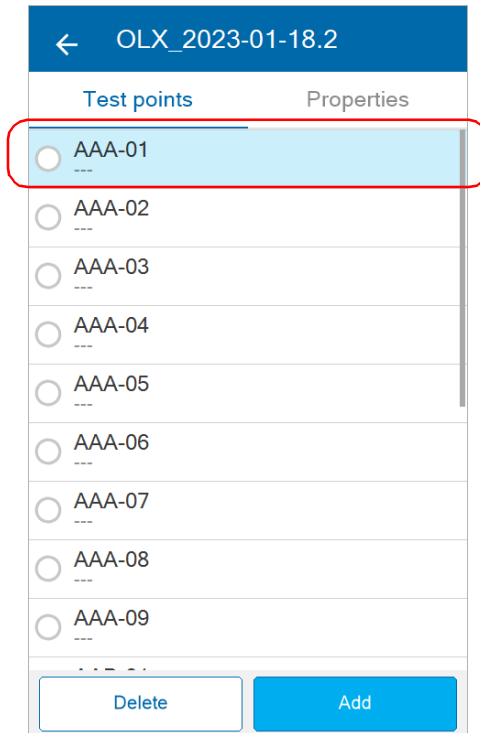 OLX_2023-01-18.2
Test points Properties
AAA-01
---
AAA-02
---
AAA-03
---
AAA-04
---
AAA-05
---
AAA-06
---
AAA-07
---
AAA-08
---
AAA-09
---
Delete Add